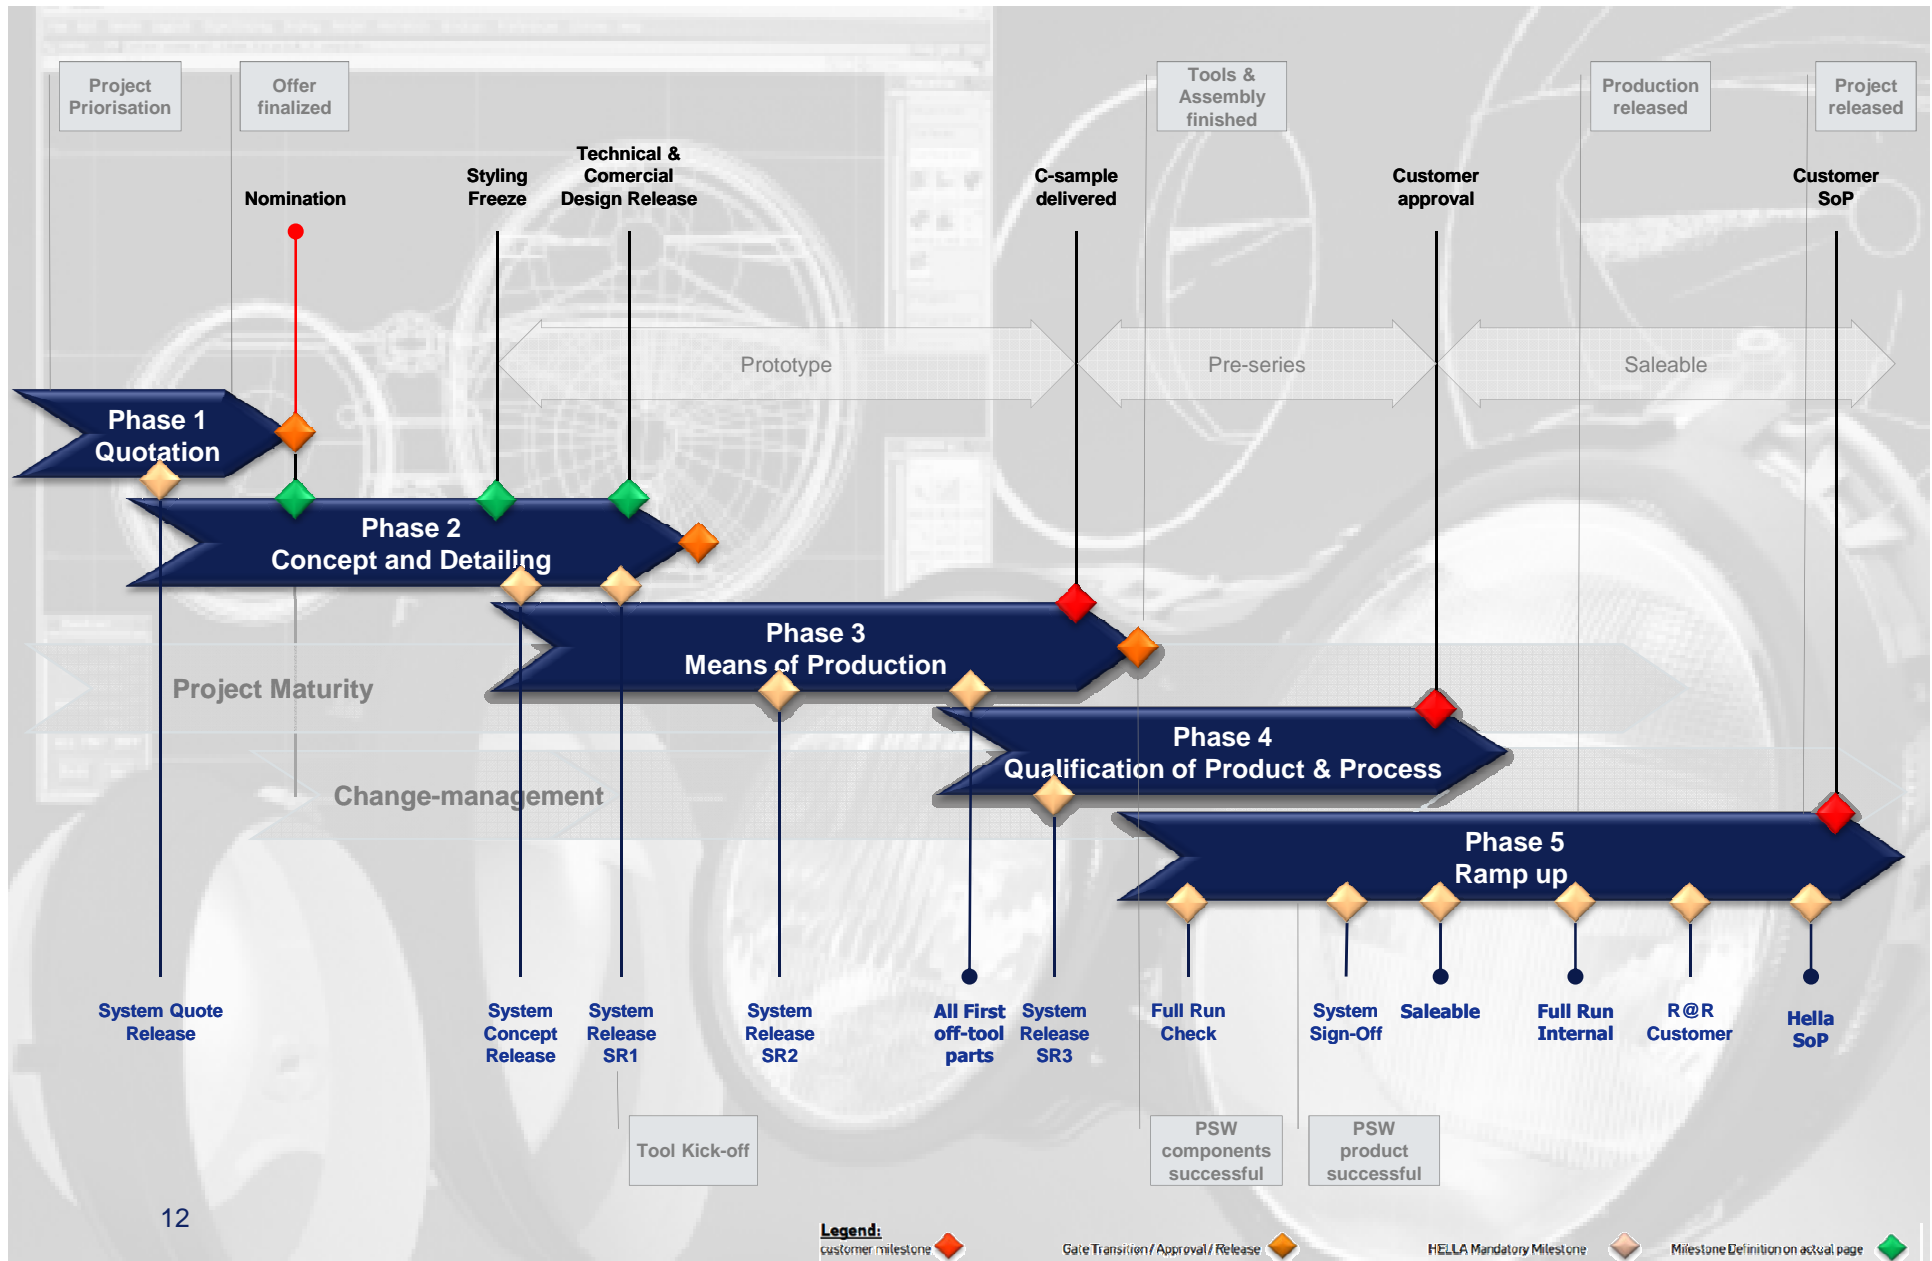 Project
Priorisation
Offer
finalized
Tools &
Assembly
finished
Production
released
Project
released
Nomination
Styling
Freeze
Technical &
Comercial
Design Release
C-sample
delivered
Customer
approval
Customer
SoP
Prototype
Pre-series
Saleable
Phase 1
Quotation
Phase 2
Concept and Detailing
Phase 3
Means of Production
Project Maturity
Phase 4
Qualification of Product & Process
Change-management
Phase 5
Ramp up
System Quote
Release
System
Concept
Release
System
Release
SR1
System
Release
SR2
All First
off-tool
parts
System
Release
SR3
Full Run
Check
System
Sign-Off
Saleable
Full Run
Internal
R@R
Customer
Hella
SoP
Tool Kick-off
PSW
components
successful
PSW
product
successful
12
Legend:
customer milestone
Gate Transition / Approval / Release
HELLA Mandatory Milestone
Milestone Definition on actual page